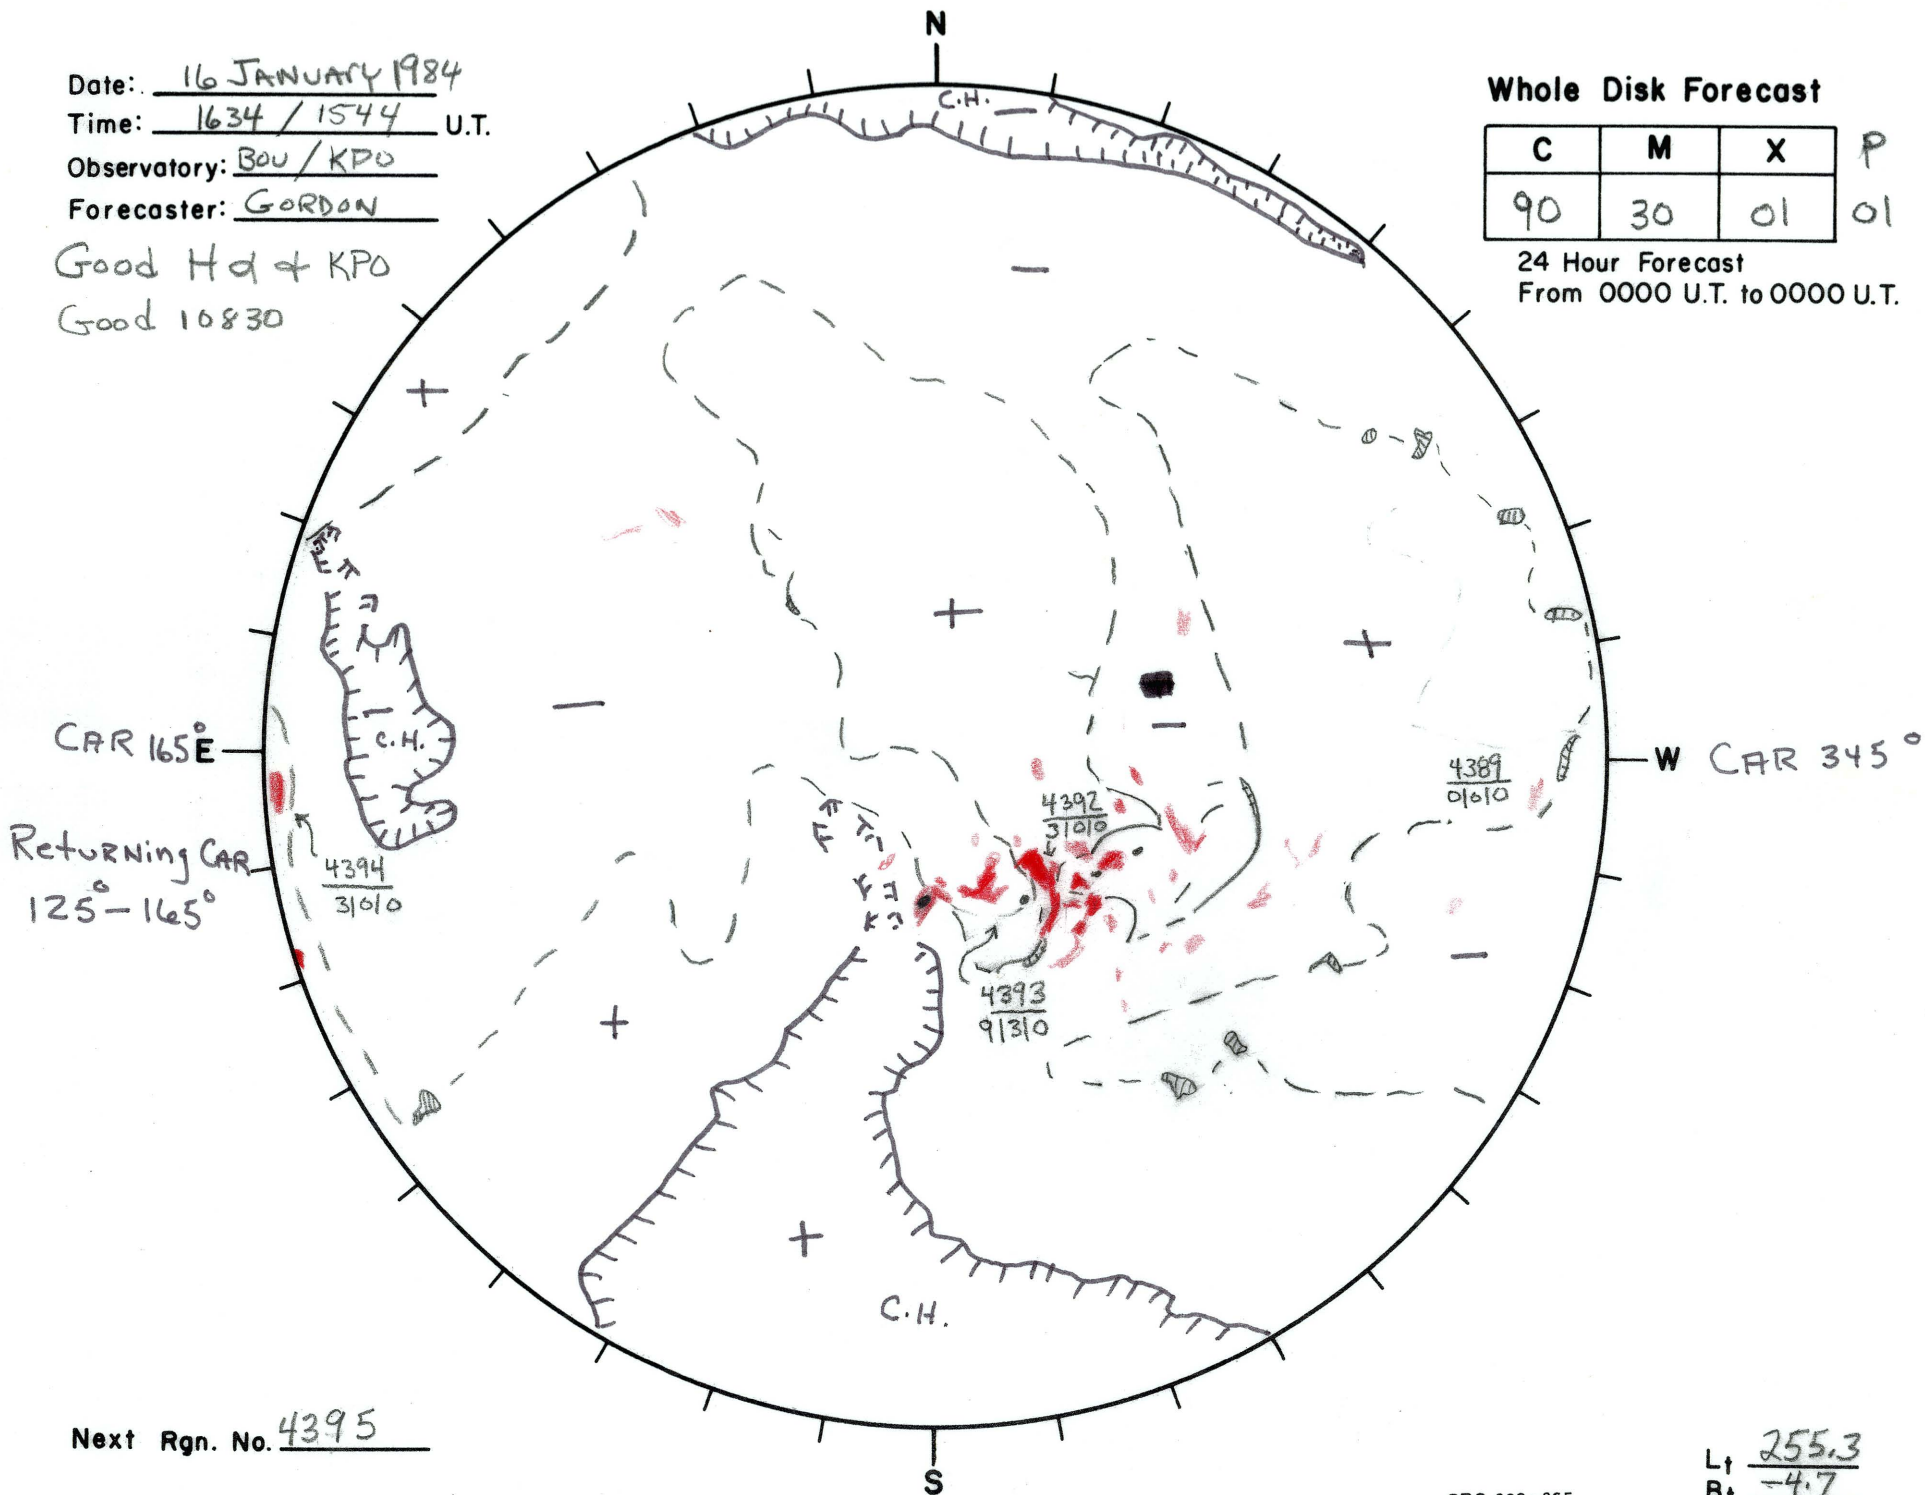 N
Date: 16 JANUARY 1984
Time: 1634 / 1544 U.T.
Observatory: BOU / KPO
Forecaster: GORDON
Good Hα & KPO
Good 10830
Whole Disk Forecast
C M X P
90 30 01 01
24 Hour Forecast
From 0000 U.T. to 0000 U.T.
C.H. —
—
+
+
+
—
—
C.H.
—
CAR 165° E
W CAR 345°
4389
0/0/0
4392
3/0/0
Returning CAR
125° - 165°
4394
3/0/0
—
4393
9/3/0
+
+
C.H.
Next Rgn. No. 4395
S
Lt 255.3
Bt -4.7